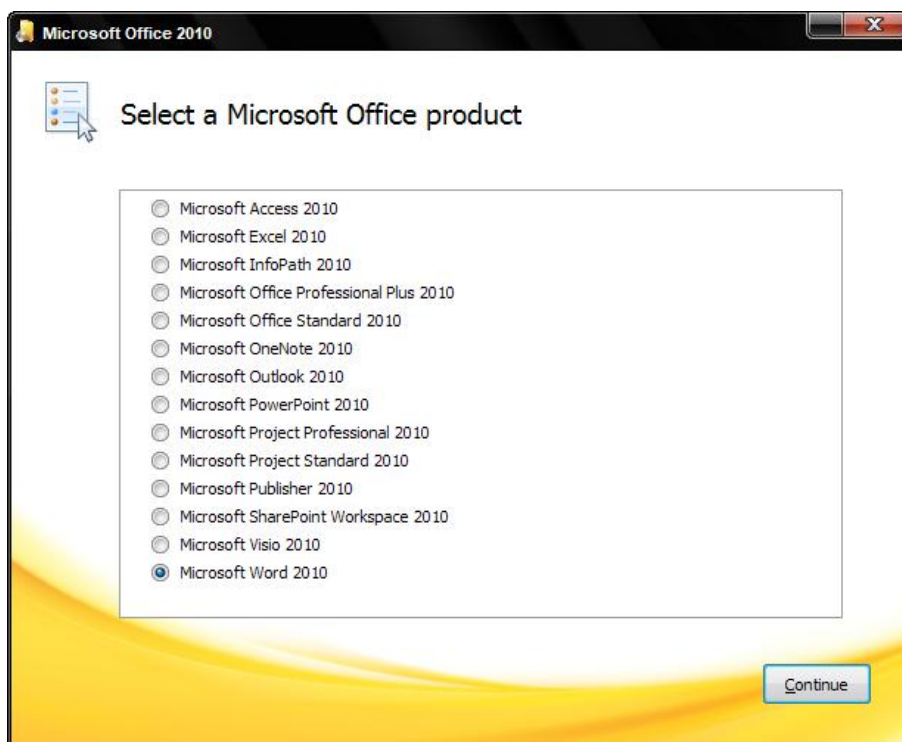 Microsoft Office 2010
Select a Microsoft Office product
Microsoft Access 2010
Microsoft Excel 2010
Microsoft InfoPath 2010
Microsoft Office Professional Plus 2010
Microsoft Office Standard 2010
Microsoft OneNote 2010
Microsoft Outlook 2010
Microsoft PowerPoint 2010
Microsoft Project Professional 2010
Microsoft Project Standard 2010
Microsoft Publisher 2010
Microsoft SharePoint Workspace 2010
Microsoft Visio 2010
Microsoft Word 2010
Continue